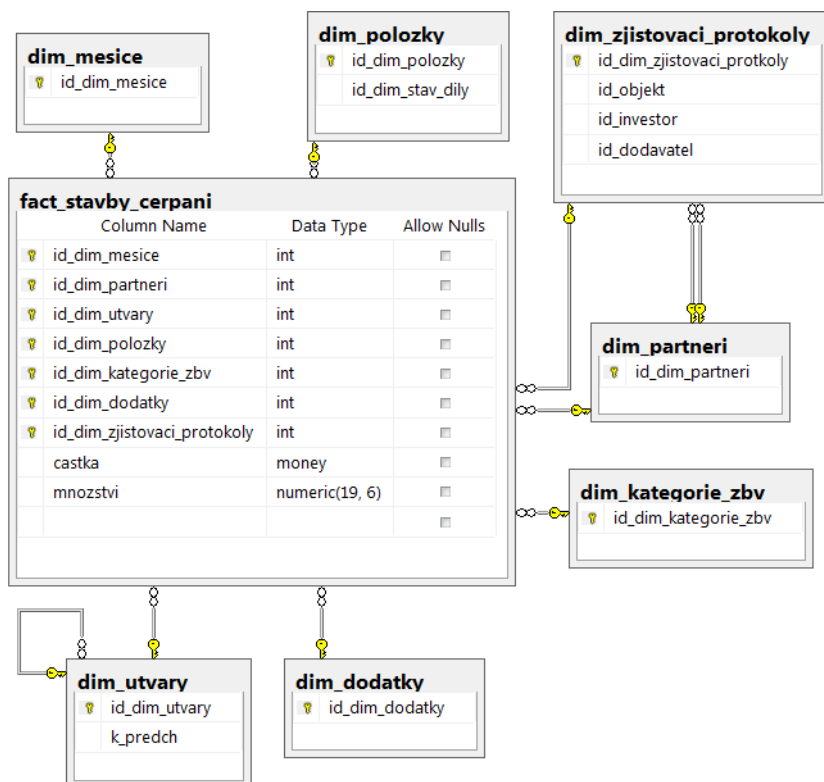 dim_mesice
id_dim_mesice
dim_polozky
id_dim_polozky
id_dim_stav_dily
dim_zjistovaci_protokoly
id_dim_zjistovaci_protkoly
id_objekt
id_investor
id_dodavatel
fact_stavby_cerpani
Column Name Data Type Allow Nulls
id_dim_mesice int
id_dim_partneri int
id_dim_utvary int
id_dim_polozky int
id_dim_kategorie_zbv int
id_dim_dodatky int
id_dim_zjistovaci_protokoly int
castka money
mnozstvi numeric(19, 6)
dim_partneri
id_dim_partneri
dim_kategorie_zbv
id_dim_kategorie_zbv
dim_utvary
id_dim_utvary
k_predch
dim_dodatky
id_dim_dodatky